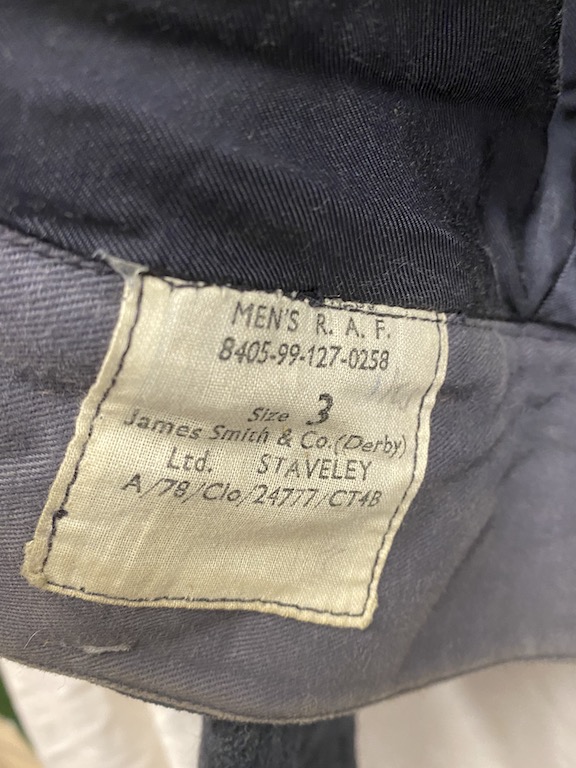 MEN'S R. A. F.
8405-99-127-0258
Size 3
James Smith & Co. (Derby)
Ltd. STAVELEY
A/78/Clo/24777/CT4B